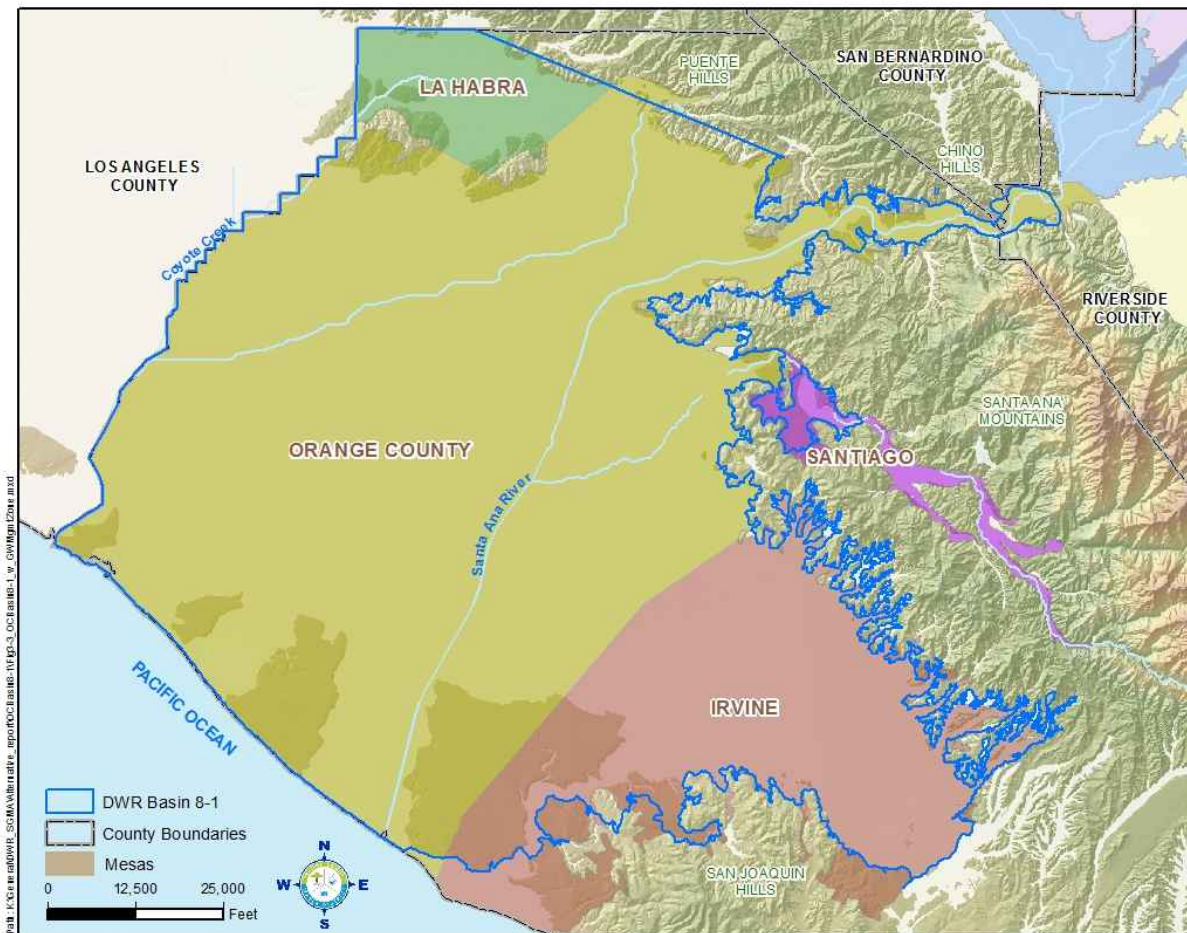 SAN BERNARDINO
COUNTY
PUENTE
HILLS
LA HABRA
LOS ANGELES
COUNTY
CHINO
HILLS
Coyote Creek
RIVERSIDE
COUNTY
SANTA ANA
MOUNTAINS
ORANGE COUNTY
SANTIAGO
Santa Ana River
PACIFIC OCEAN
IRVINE
SAN JOAQUIN
HILLS
DWR Basin 8-1
County Boundaries
Mesas
0 12,500 25,000
Feet
N
W E
S